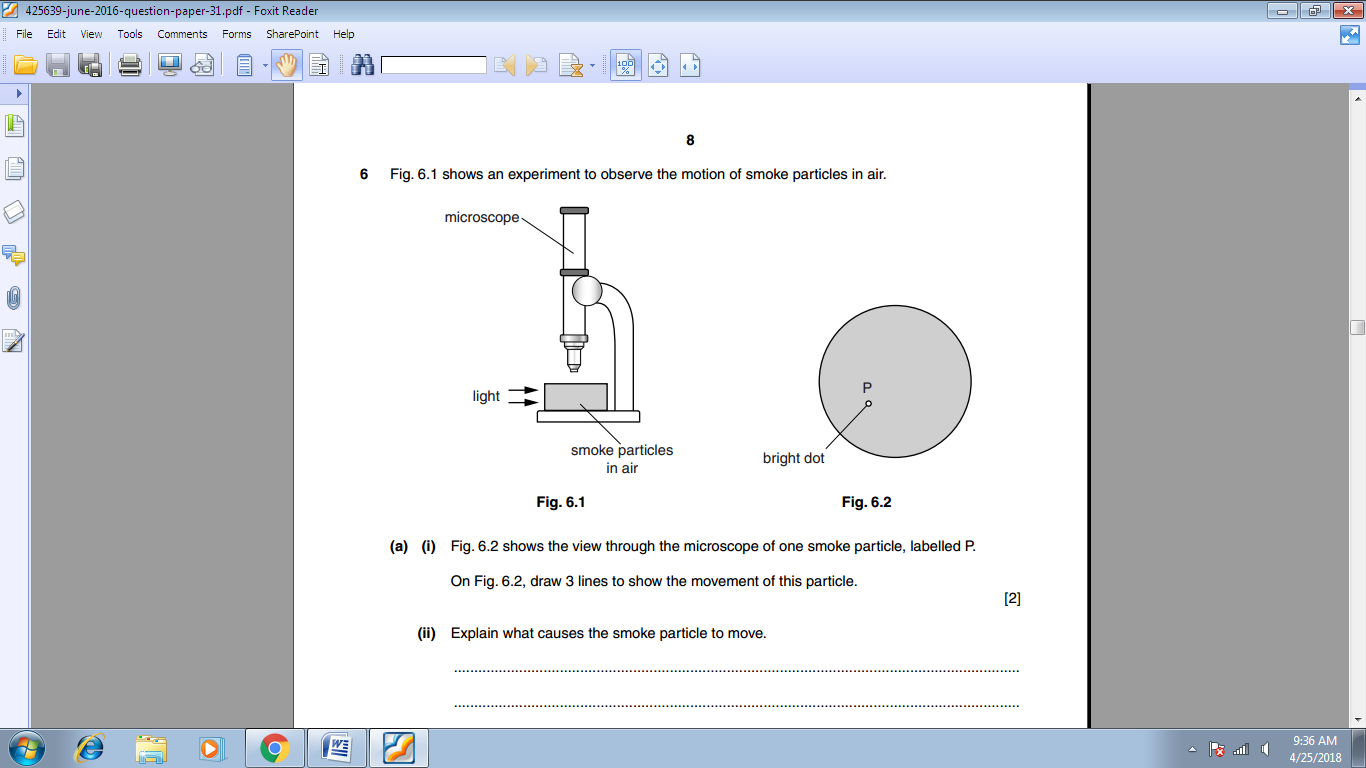 425639-june-2016-question-paper-31.pdf - Foxit Reader
File Edit View Tools Comments Forms SharePoint Help
100 %
8
6 Fig. 6.1 shows an experiment to observe the motion of smoke particles in air.
microscope
light
smoke particles
in air
P
bright dot
Fig. 6.1 Fig. 6.2
(a) (i) Fig. 6.2 shows the view through the microscope of one smoke particle, labelled P.
On Fig. 6.2, draw 3 lines to show the movement of this particle.
[2]
(ii) Explain what causes the smoke particle to move.
..........................................................................................................................................
..........................................................................................................................................
9:36 AM
4/25/2018